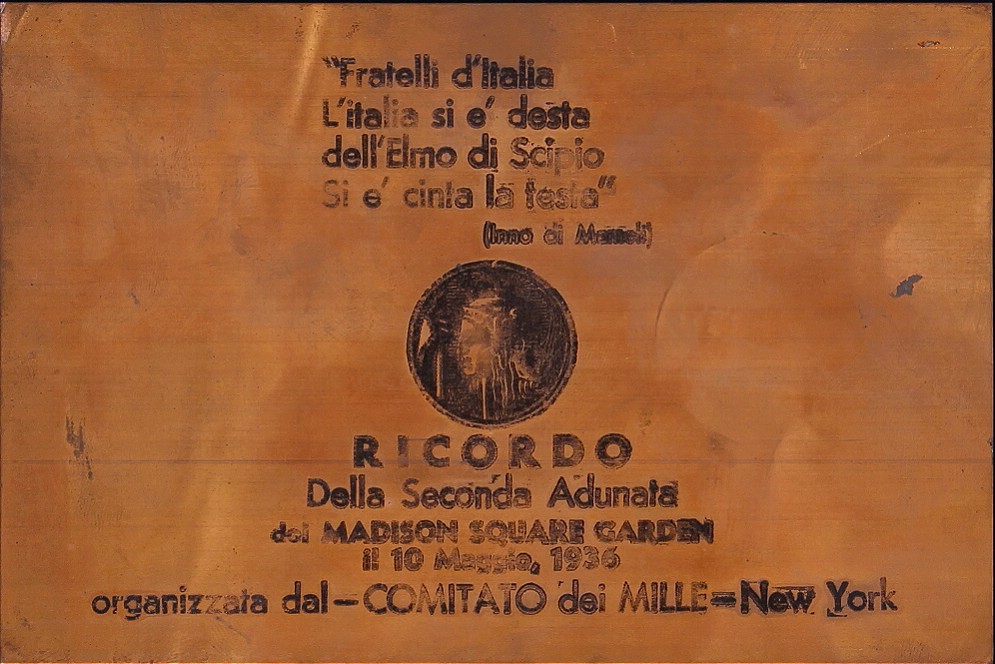 "Fratelli d'Italia
L'italia si e' desta
dell'Elmo di Scipio
Si e' cinta la testa"
(Inno di Mameli)
RICORDO
Della Seconda Adunata
del MADISON SQUARE GARDEN
il 10 Maggio, 1936
organizzata dal-COMITATO dei MILLE=New York